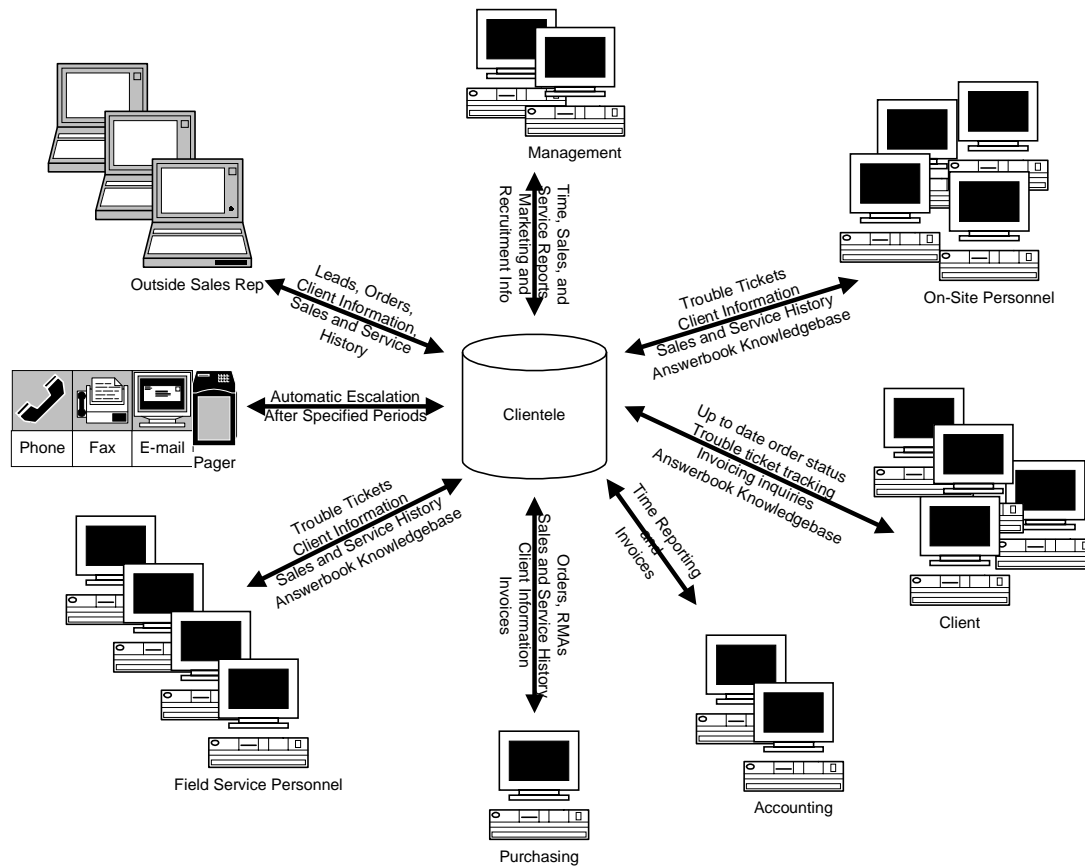 Management
Time, Sales, and
Service Reports
Marketing and
Recruitment Info
Outside Sales Rep
Leads, Orders,
Client Information,
Sales and Service
History
On-Site Personnel
Trouble Tickets
Client Information
Sales and Service History
Answerbook Knowledgebase
Phone
Fax
E-mail
Pager
Automatic Escalation
After Specified Periods
Clientele
Up to date order status
Trouble ticket tracking
Invoicing inquiries
Answerbook Knowledgebase
Client
Trouble Tickets
Client Information
Sales and Service History
Answerbook Knowledgebase
Field Service Personnel
Orders, RMAs
Sales and Service History
Client Information
Invoices
Purchasing
Time Reporting
and
Invoices
Accounting